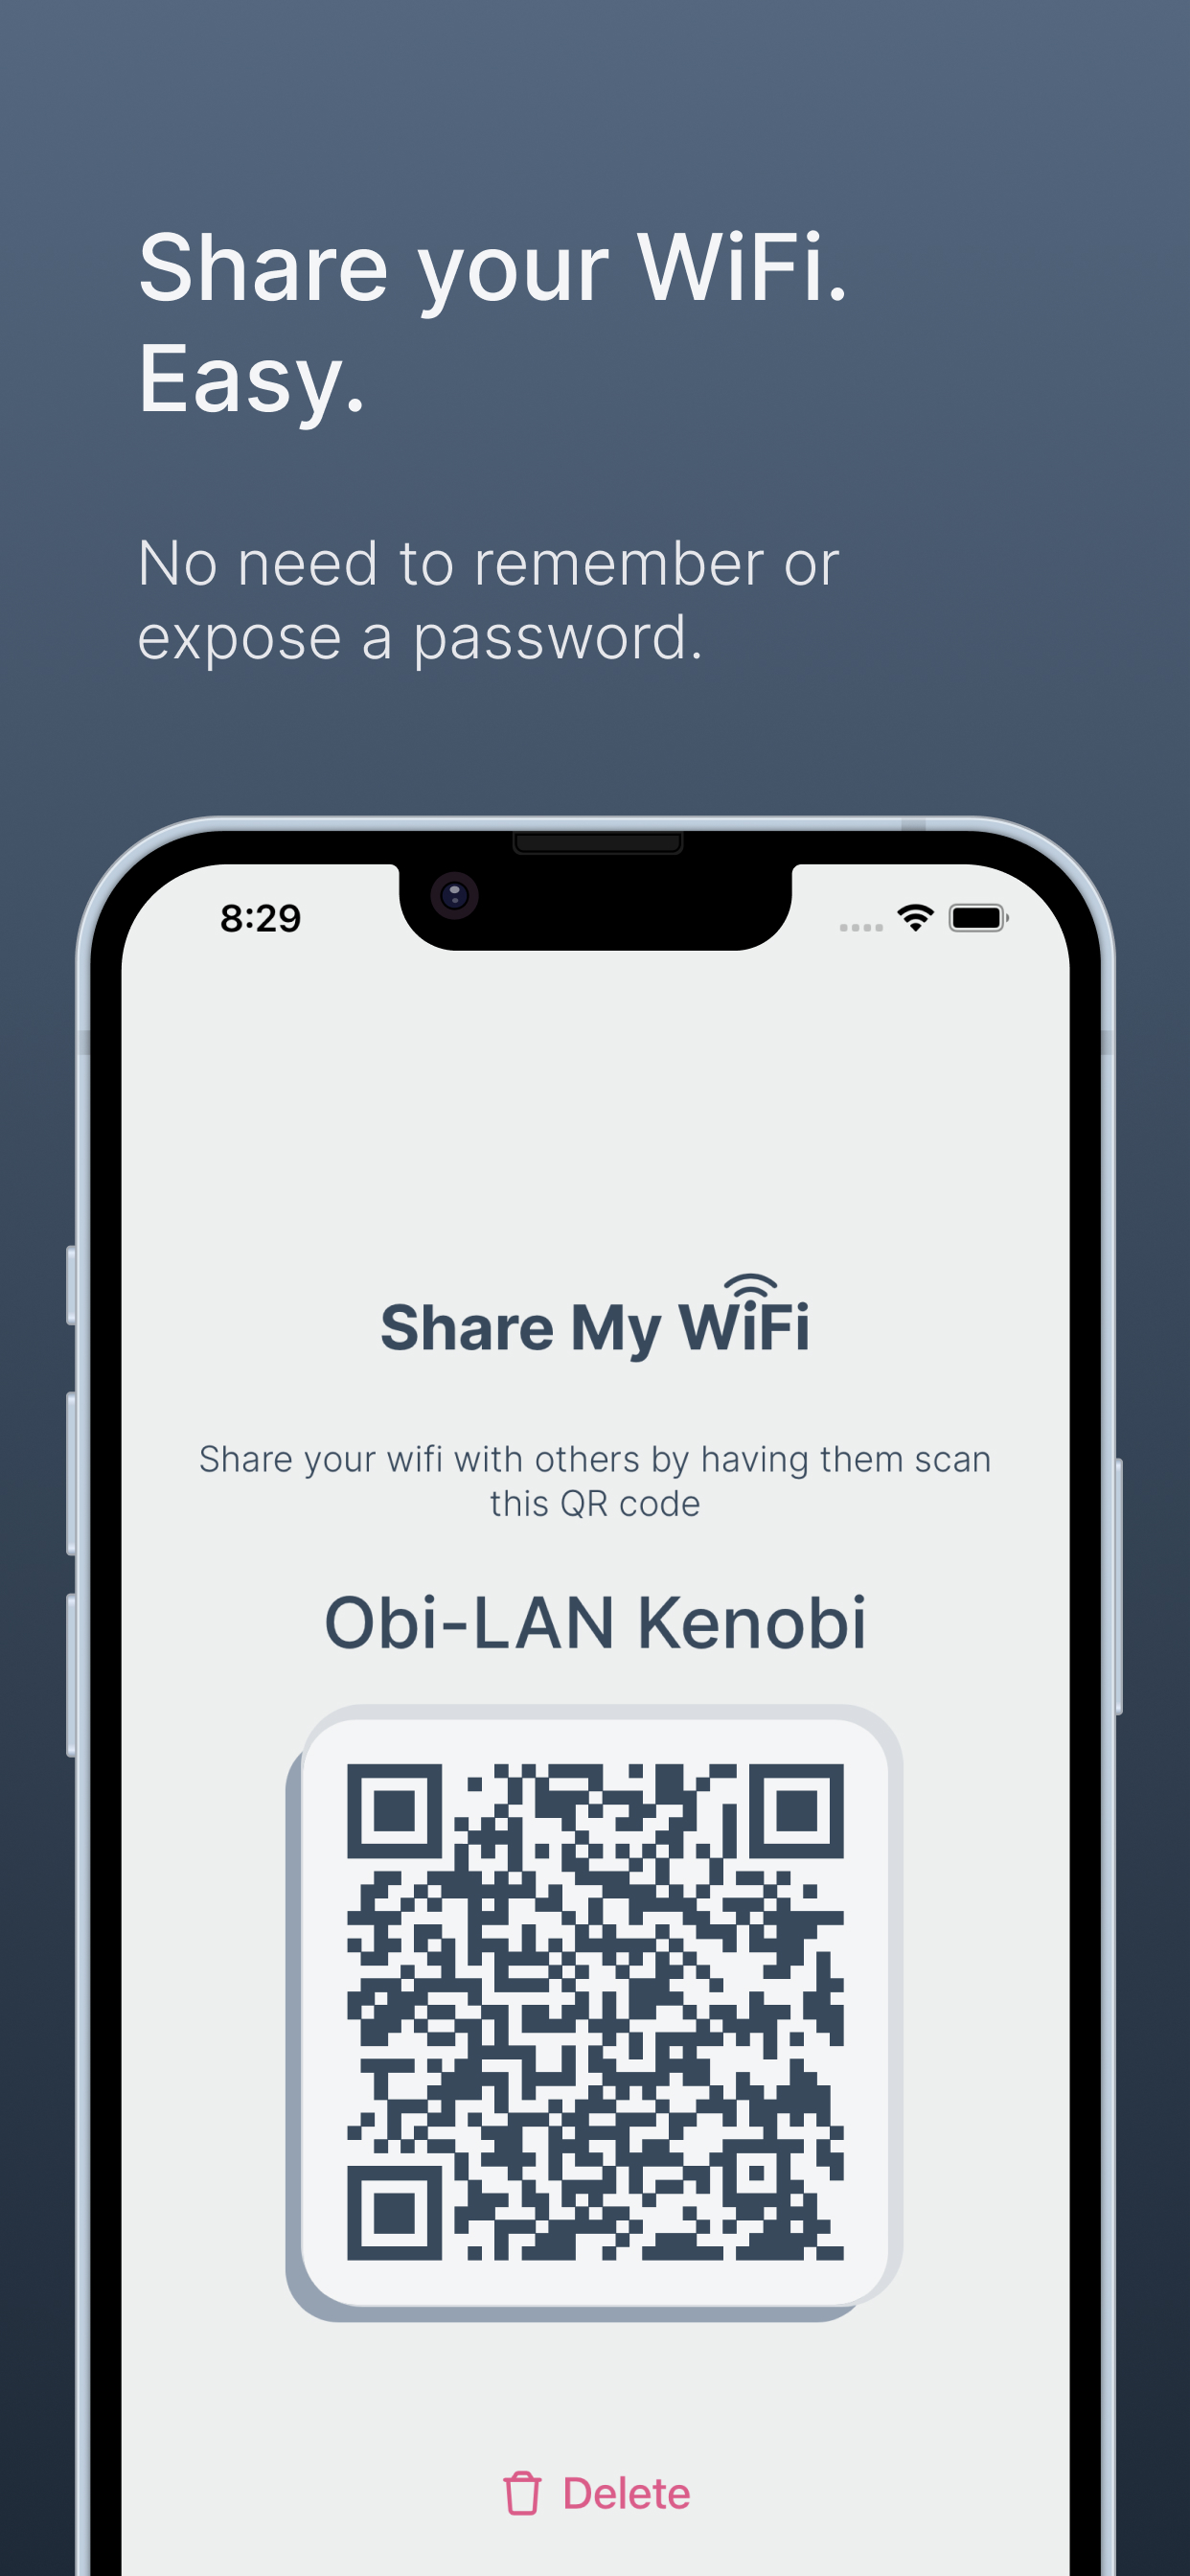 Share your WiFi.
Easy.
No need to remember or
expose a password.
8:29
Share My WiFi
Share your wifi with others by having them scan
this QR code
Obi-LAN Kenobi
Delete